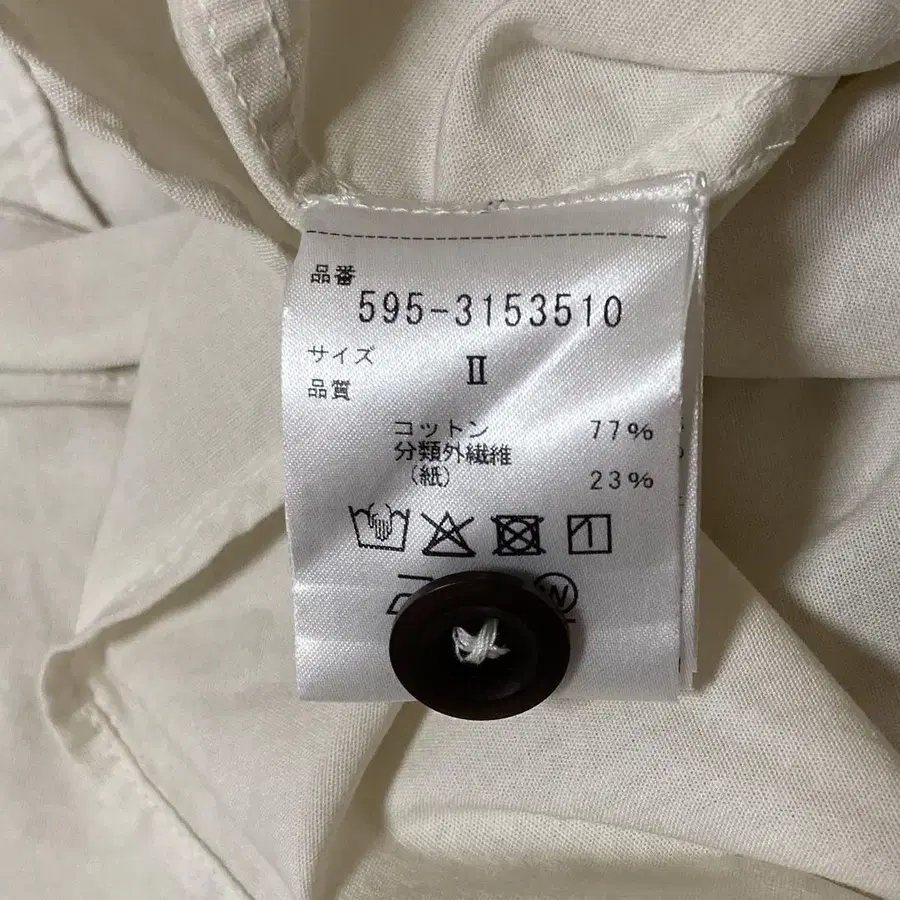 品番
595-3153510
サイズ Ⅱ
品質
コットン 77%
分類外繊維
(紙) 23%